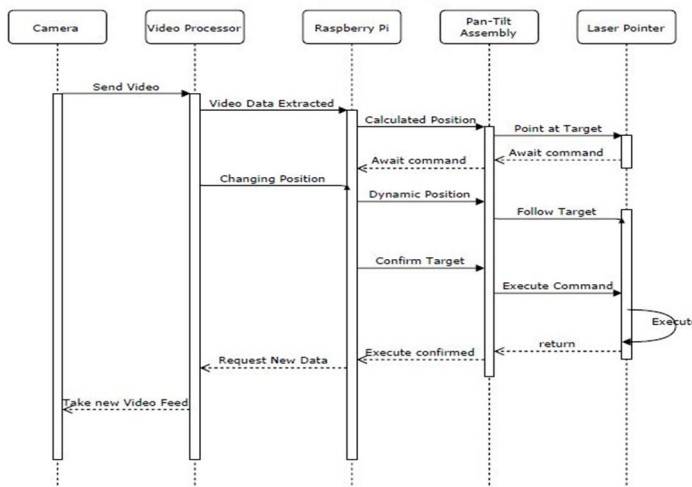 Camera
Video Processor
Raspberry Pi
Pan-Tilt
Assembly
Laser Pointer
Send Video
Video Data Extracted
Calculated Position
Point at Target
Await command
Await command
Changing Position
Dynamic Position
Follow Target
Confirm Target
Execute Command
Execute
return
Execute confirmed
Request New Data
Take new Video Feed